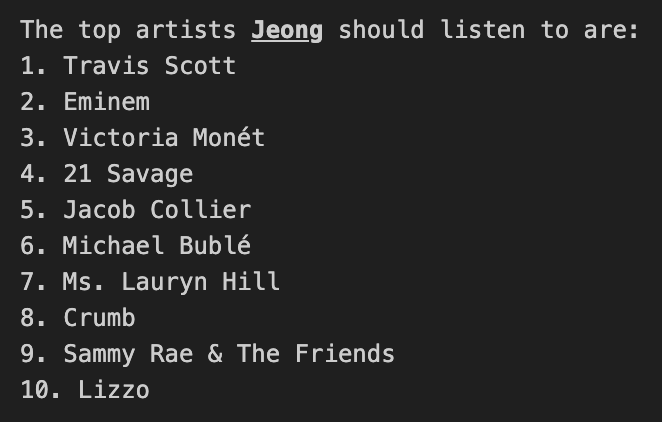 The top artists Jeong should listen to are:
1. Travis Scott
2. Eminem
3. Victoria Monét
4. 21 Savage
5. Jacob Collier
6. Michael Bublé
7. Ms. Lauryn Hill
8. Crumb
9. Sammy Rae & The Friends
10. Lizzo